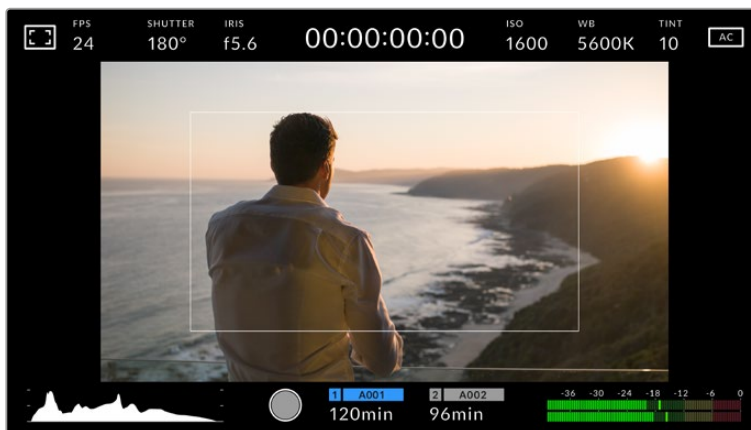 FPS SHUTTER IRIS ISO WB TINT
24 180° f5.6 00:00:00:00 1600 5600K 10 AC
1 A001 2 A002 -36 -30 -24 -18 -12 -6 0
120min 96min